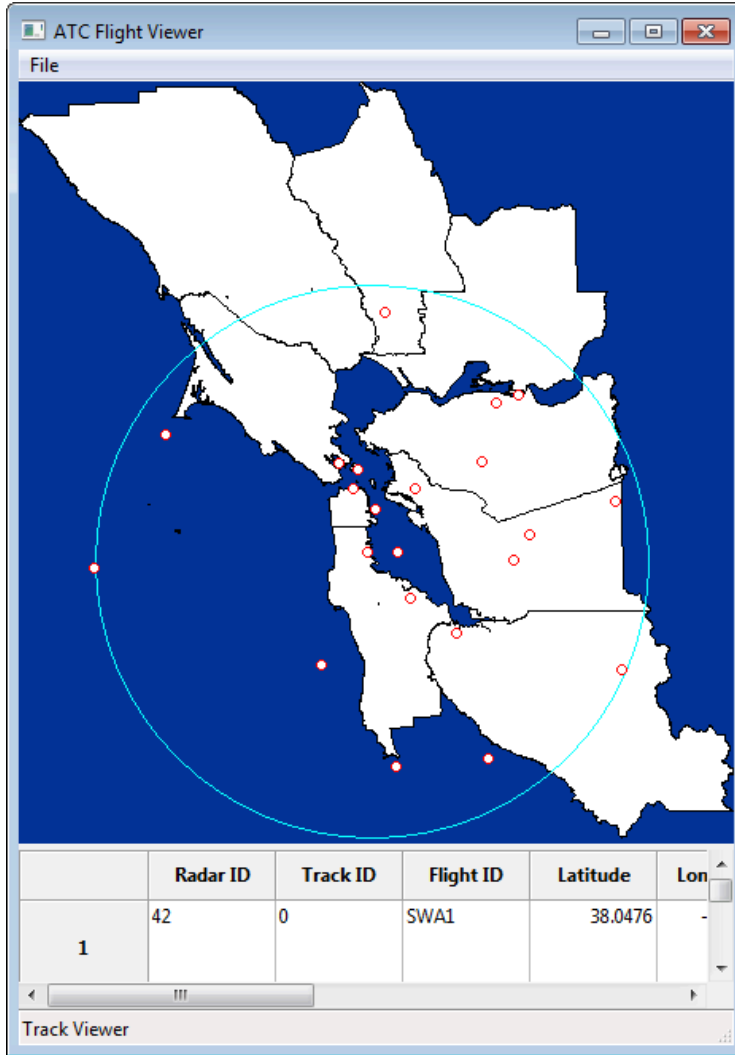 ATC Flight Viewer
File
Radar ID Track ID Flight ID Latitude Lon
1 42 0 SWA1 38.0476 -
Track Viewer